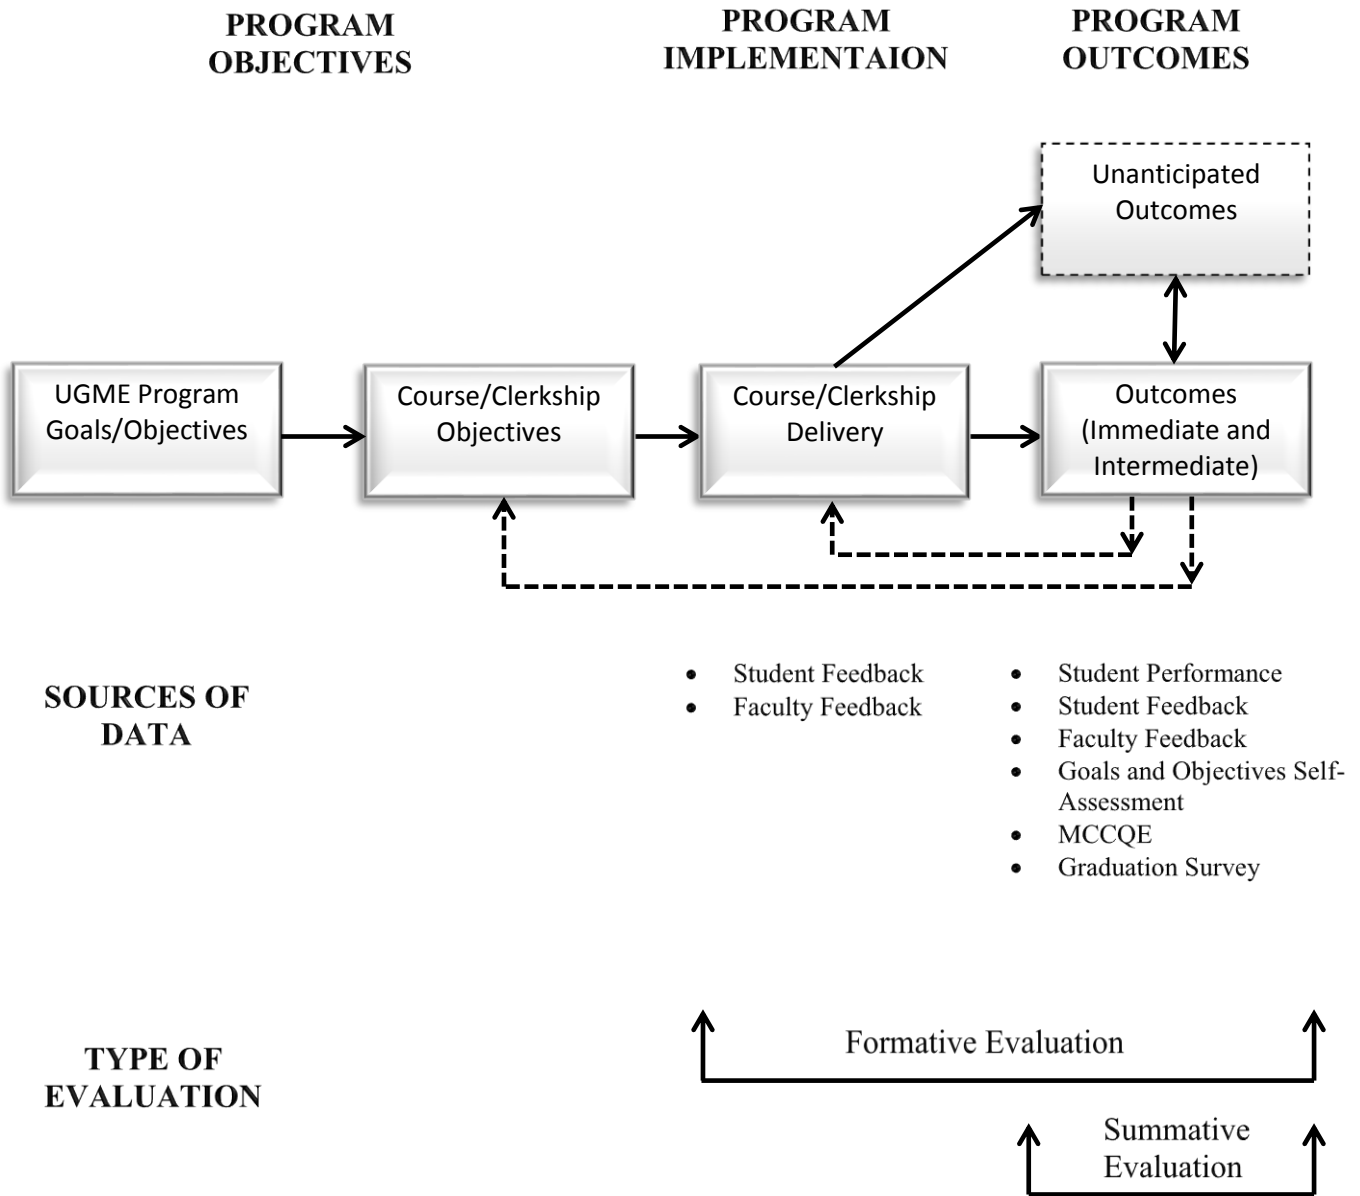 PROGRAM
OBJECTIVES
PROGRAM
IMPLEMENTAION
PROGRAM
OUTCOMES
Unanticipated
Outcomes
UGME Program
Goals/Objectives
Course/Clerkship
Objectives
Course/Clerkship
Delivery
Outcomes
(Immediate and
Intermediate)
SOURCES OF
DATA
• Student Feedback
• Faculty Feedback
• Student Performance
• Student Feedback
• Faculty Feedback
• Goals and Objectives Self-
Assessment
• MCCQE
• Graduation Survey
TYPE OF
EVALUATION
Formative Evaluation
Summative
Evaluation